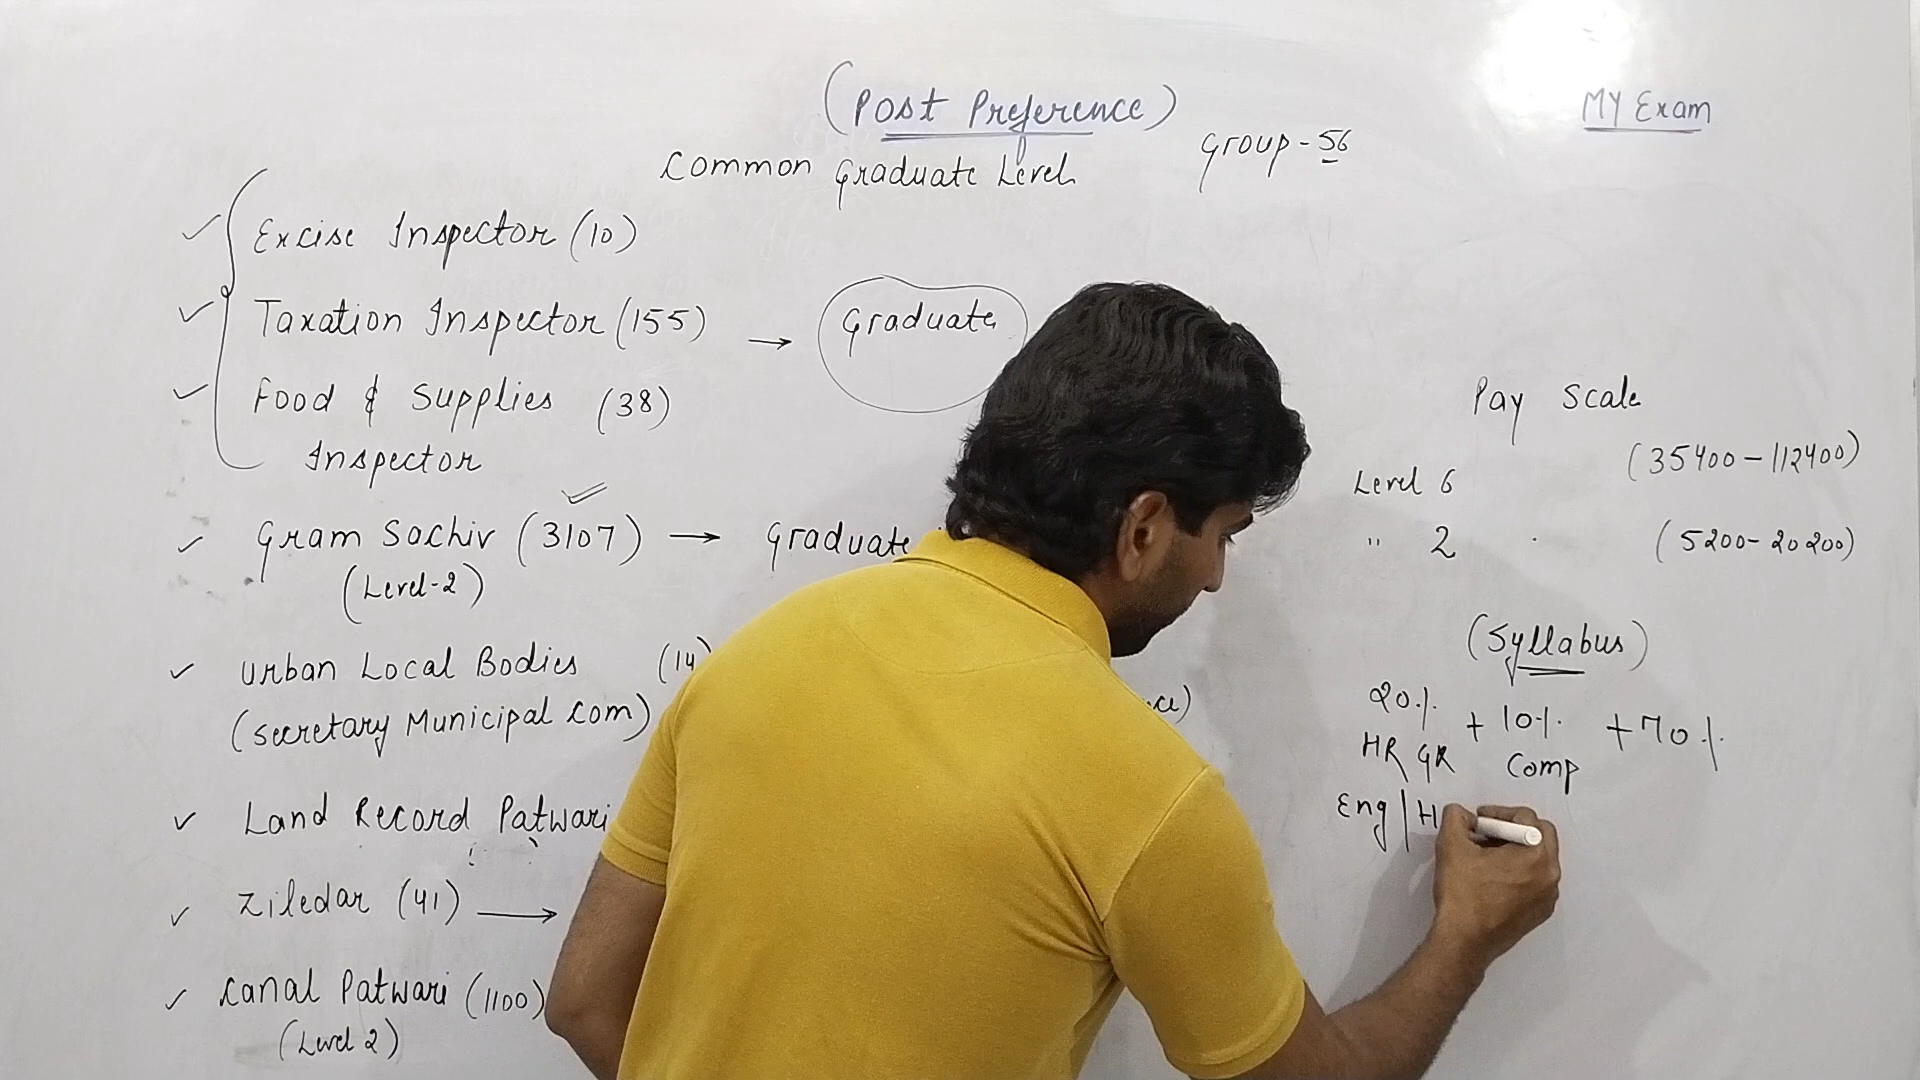 (Post Preference)
MY Exam
Common Graduate Level
Group-56
✓ Excise Inspector (10)
✓ Taxation Inspector (155) → Graduate
✓ Food & Supplies (38)
Inspector
✓ Gram Sachiv (3107) → Graduate
(Level-2)
✓ Urban Local Bodies (14)
(Secretary Municipal Com)
✓ Land Record Patwari
✓ Ziledar (41) →
✓ Canal Patwari (1100)
(Level 2)
Pay Scale
Level 6 (35400-112400)
" 2 (5200-20200)
(Syllabus)
20% + 10% + 70%
HR GK Comp
Eng | H